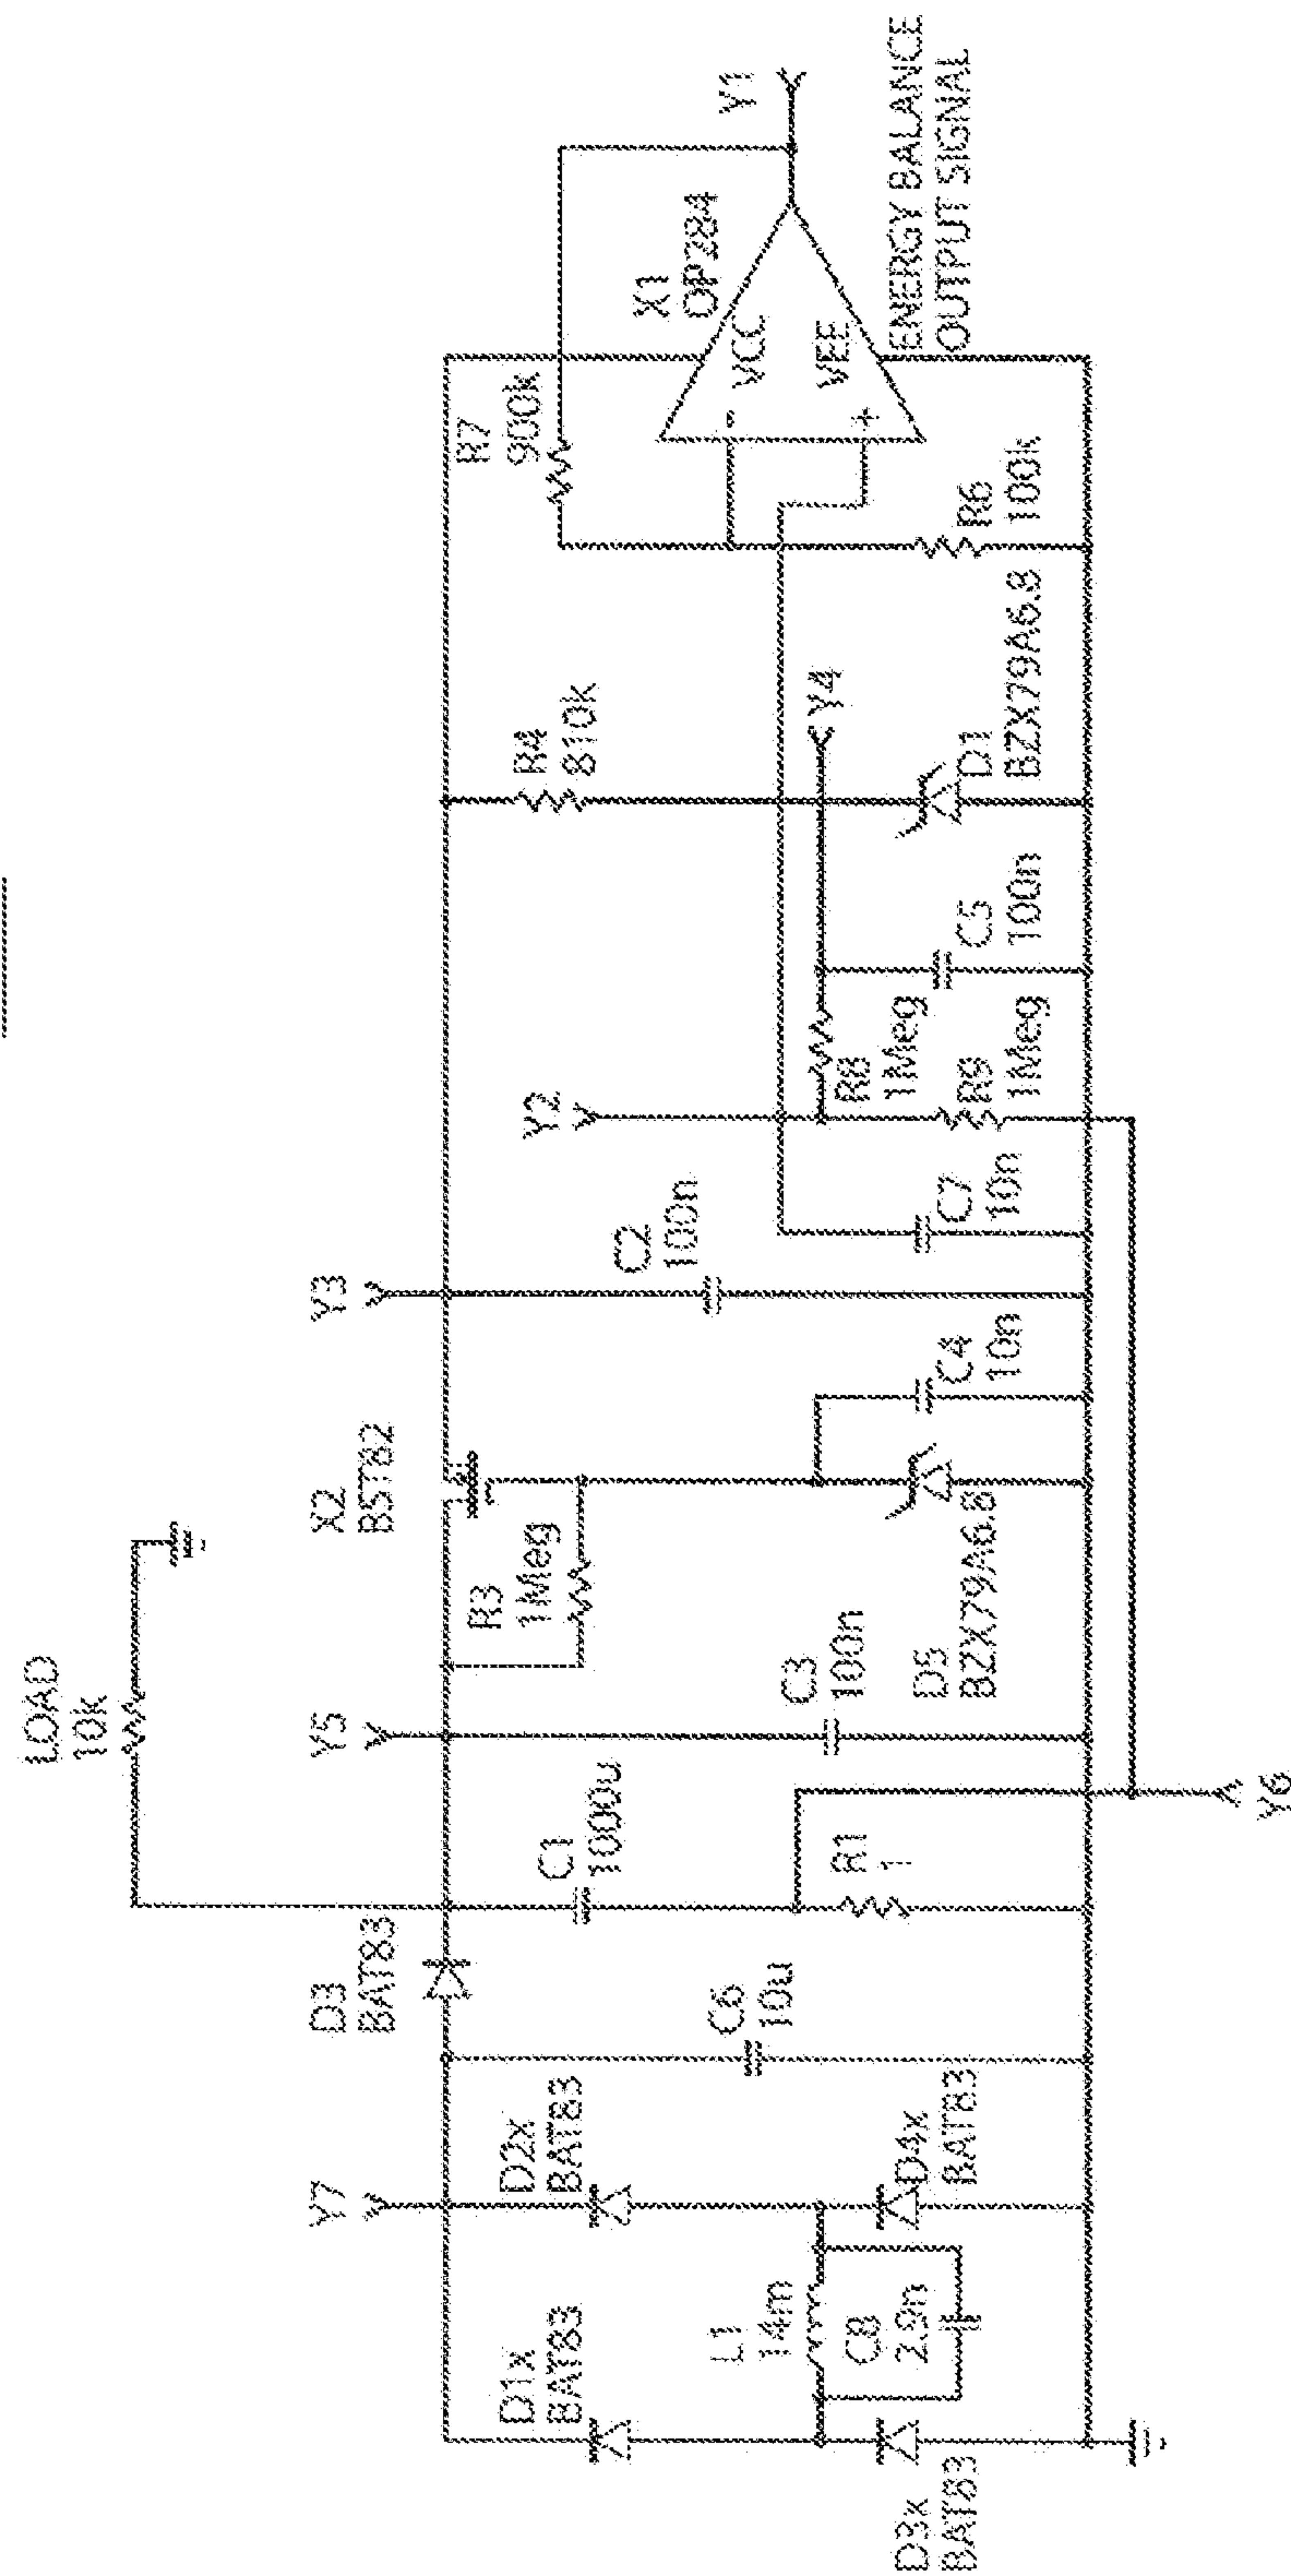 LOAD
10k
Y7
D3
BAT83
Y5
X2
BST82
Y3
D1x
BAT83
D2x
BAT83
C1
1000u
R3
1Meg
Y2
R4
810k
R7
900k
X1
OP284
Y1
L1
14m
C6
10u
C3
100n
C2
100n
VCC
VEE
-
+
C8
2.9n
R1
1
R8
1Meg
Y4
D3x
BAT83
D4x
BAT83
D5
BZX79A6.8
C4
10n
C7
10n
R9
1Meg
C5
100n
D1
BZX79A6.8
R6
100k
ENERGY BALANCE
OUTPUT SIGNAL
Y6